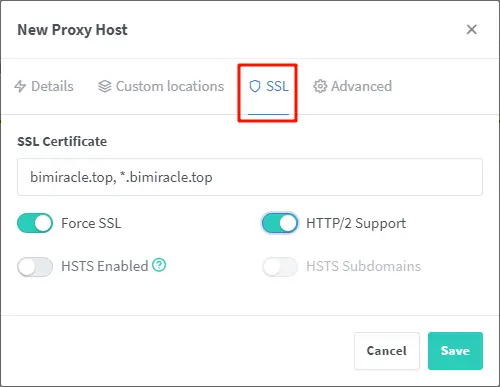 New Proxy Host
Details Custom locations SSL Advanced
SSL Certificate
bimiracle.top, *.bimiracle.top
Force SSL HTTP/2 Support
HSTS Enabled ? HSTS Subdomains
Cancel Save